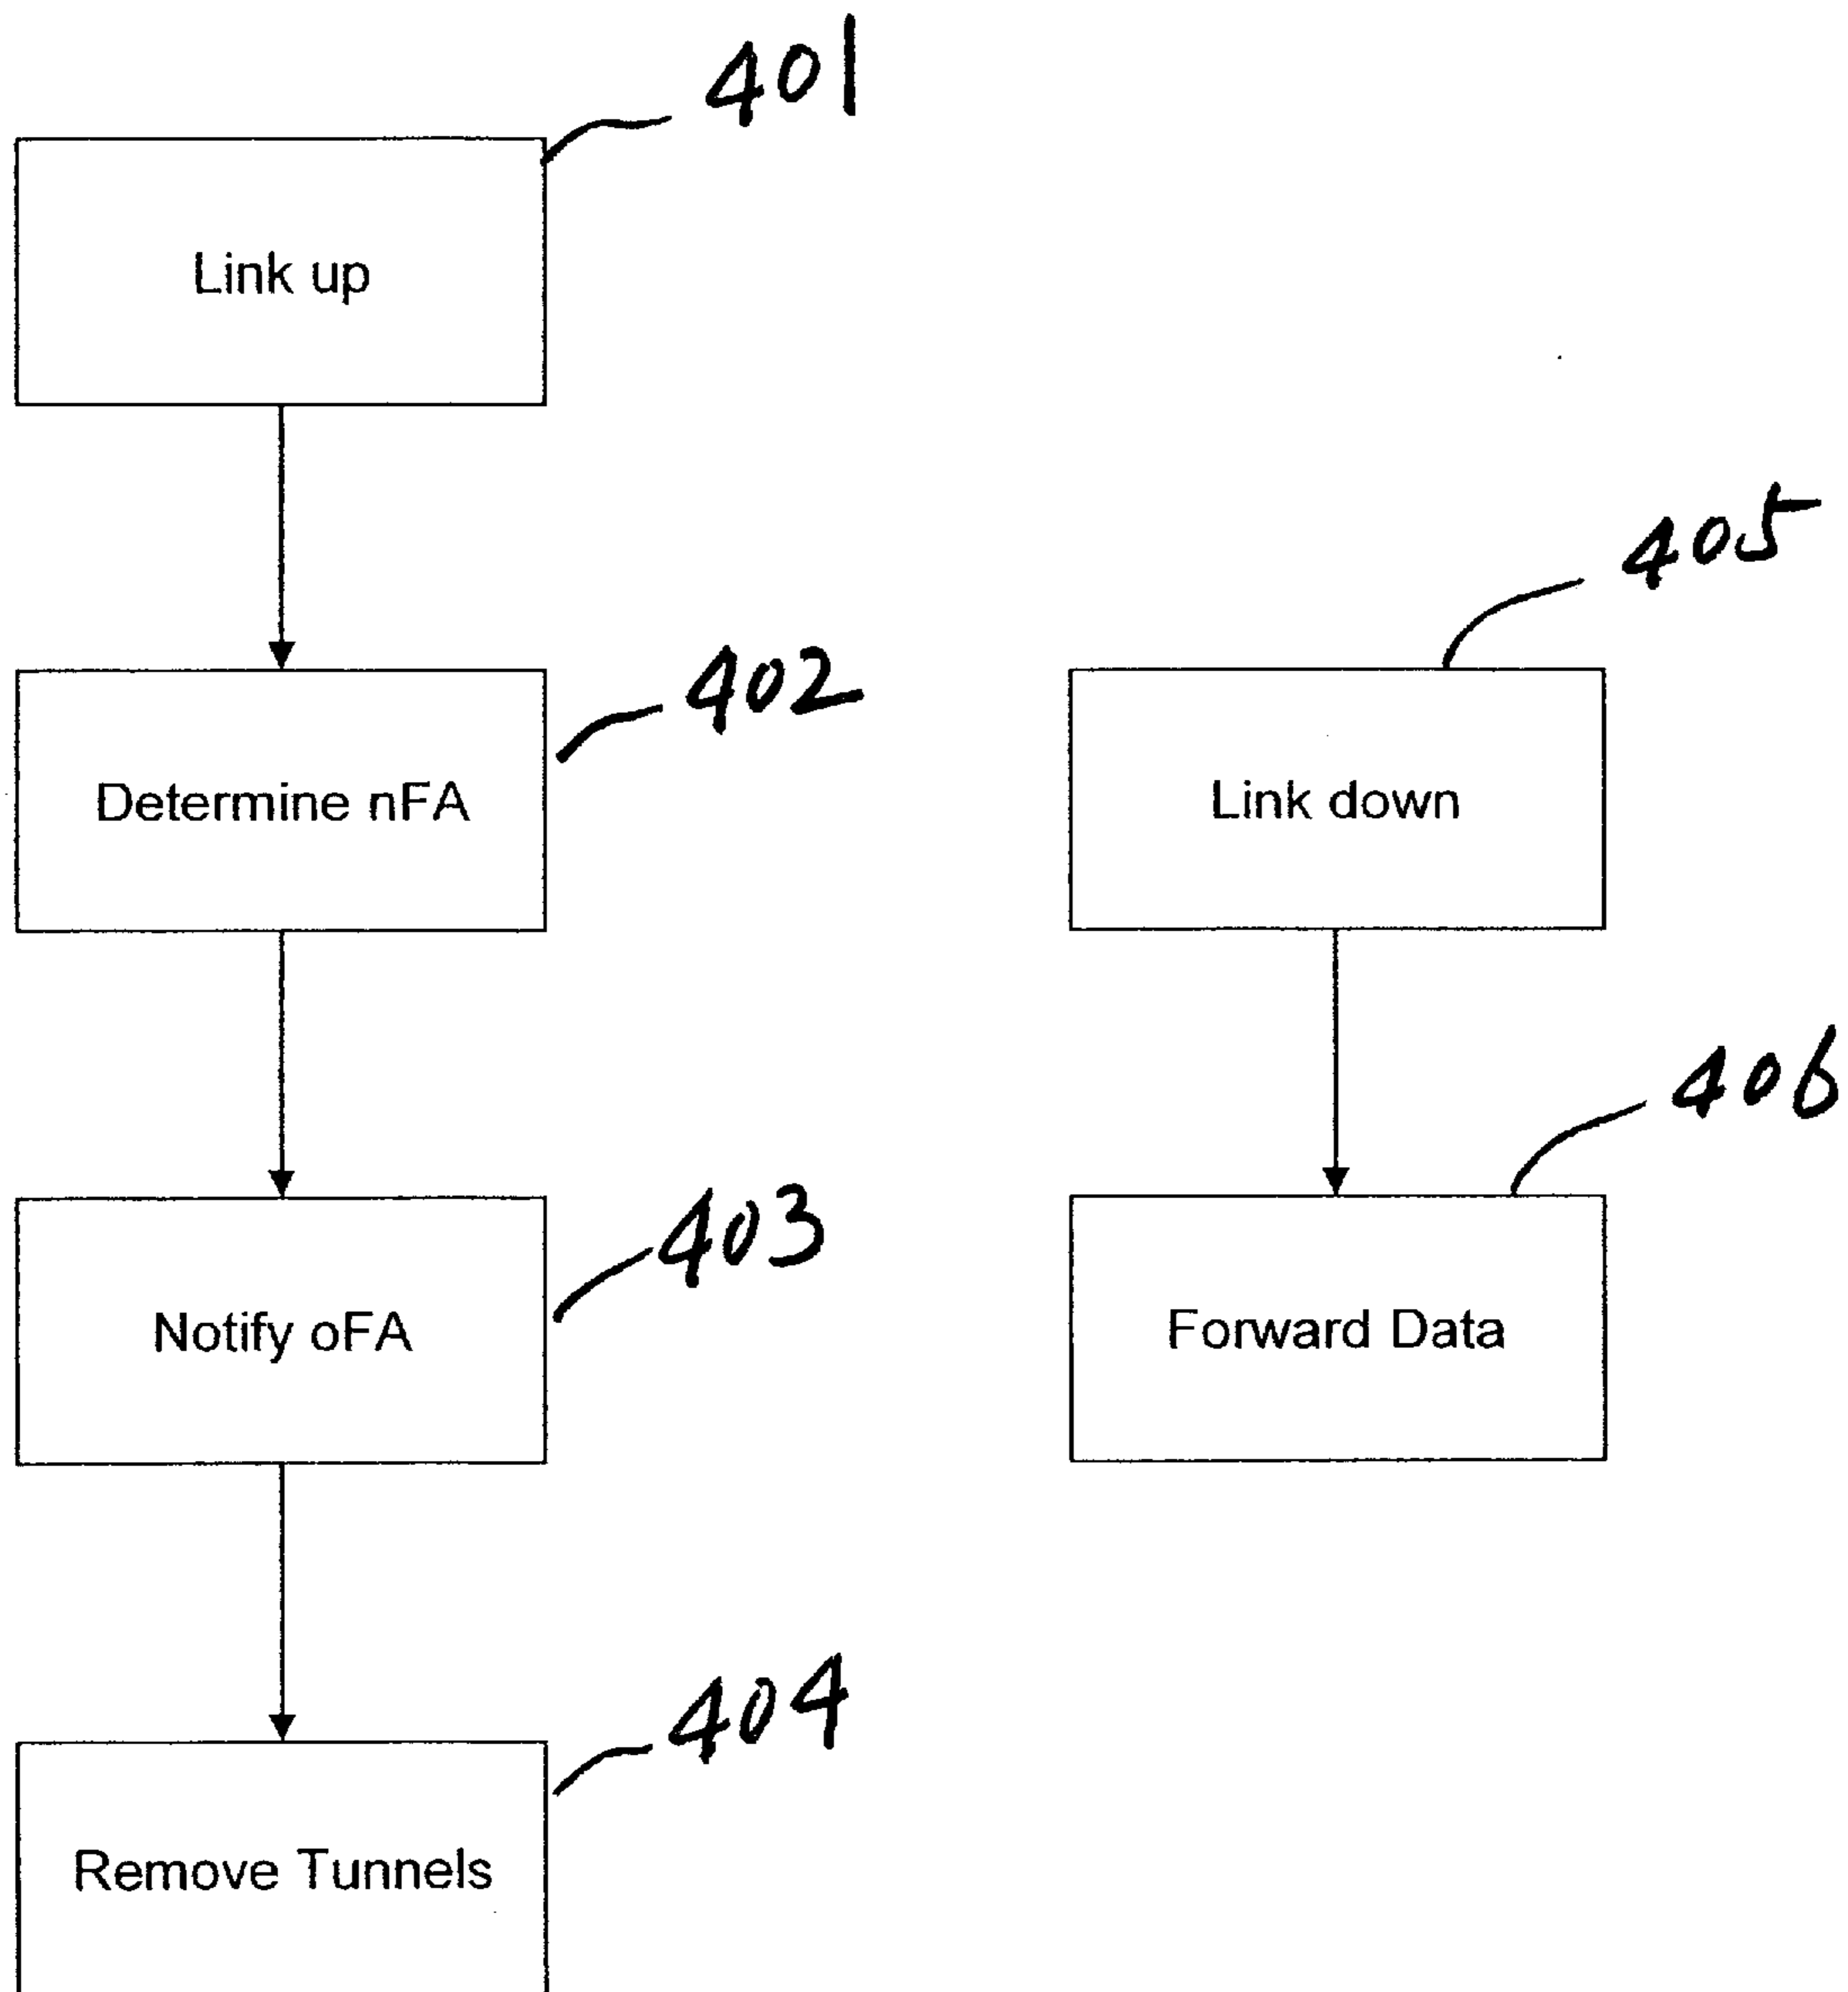 401
Link up
402
Determine nFA
403
Notify oFA
404
Remove Tunnels
405
Link down
406
Forward Data